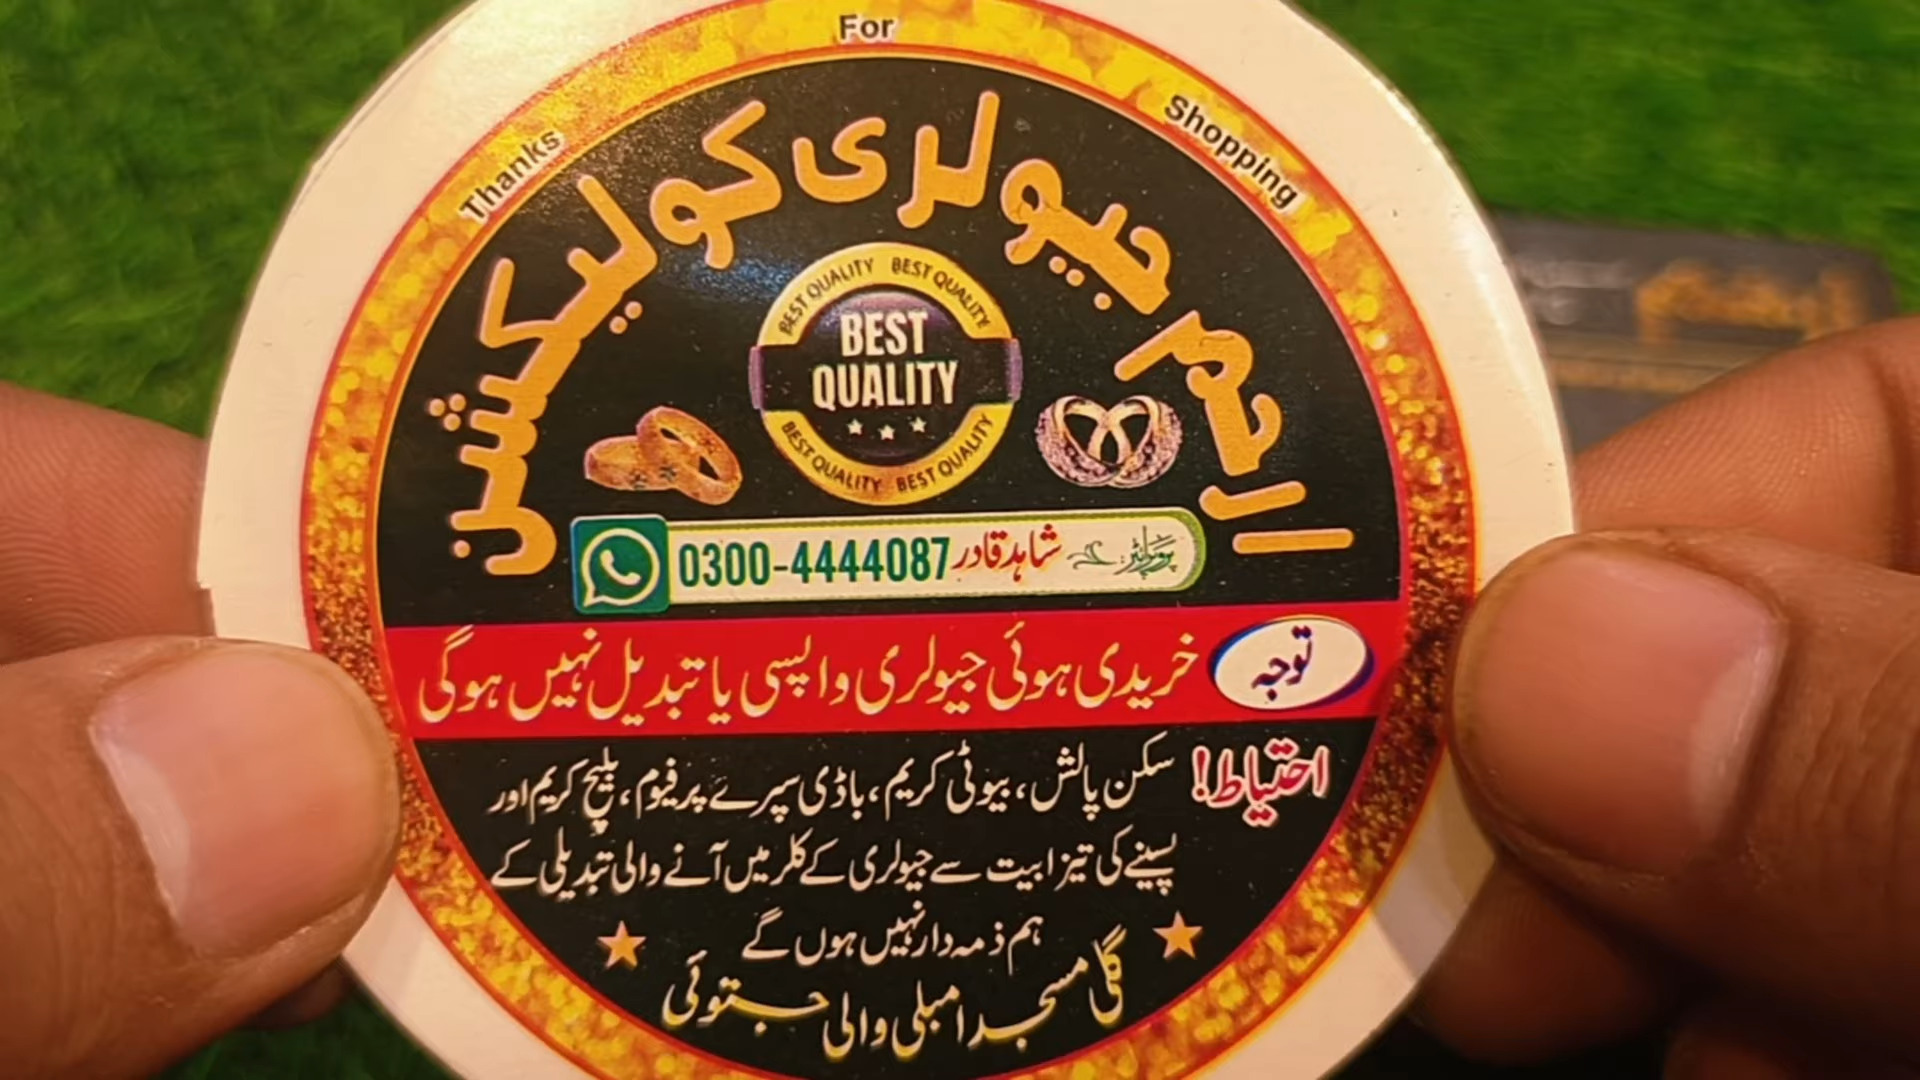 Thanks For Shopping
ایم جیولری کولیکشن
BEST QUALITY BEST QUALITY
BEST
QUALITY
BEST QUALITY BEST QUALITY
پروپرائٹر: شاہد قادر 0300-4444087
توجہ خریدی ہوئی جیولری واپسی یا تبدیل نہیں ہوگی
احتیاط! سکن پالش، بیوٹی کریم، باڈی سپرے پرفیوم، بلیچ کریم اور
پسینے کی تیزابیت سے جیولری کے کلر میں آنے والی تبدیلی کے
ہم ذمہ دار نہیں ہوں گے
گلی مسجد امبلی والی جتوئی